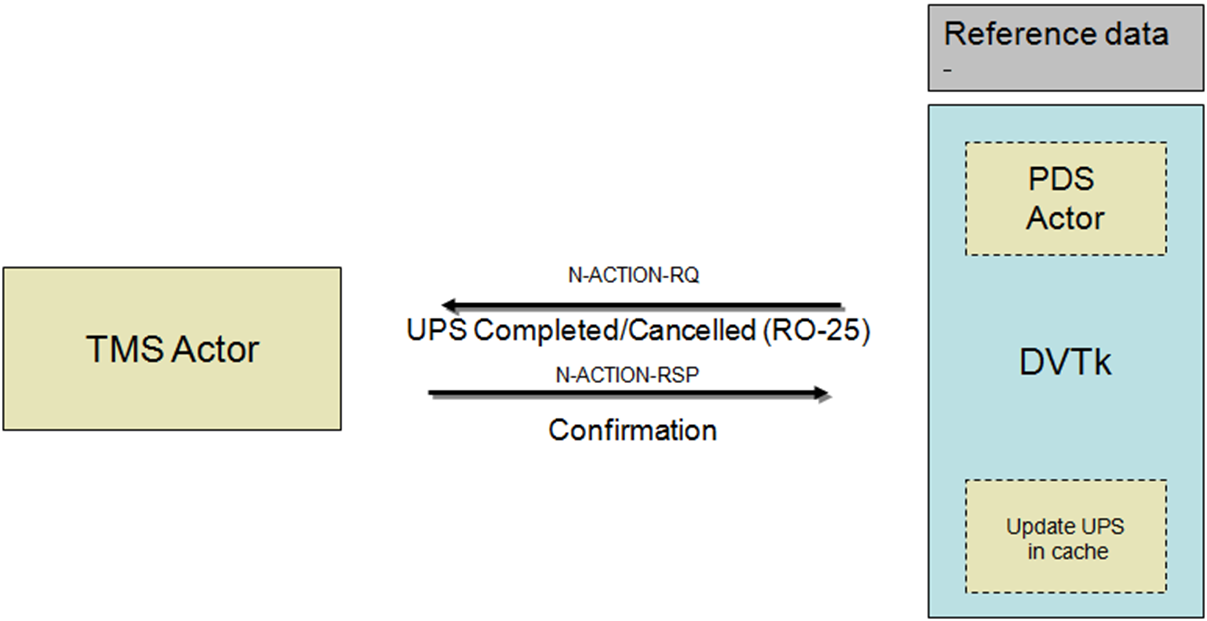 Reference data
-
PDS
Actor
N-ACTION-RQ
TMS Actor
UPS Completed/Cancelled (RO-25)
DVTk
N-ACTION-RSP
Confirmation
Update UPS
in cache